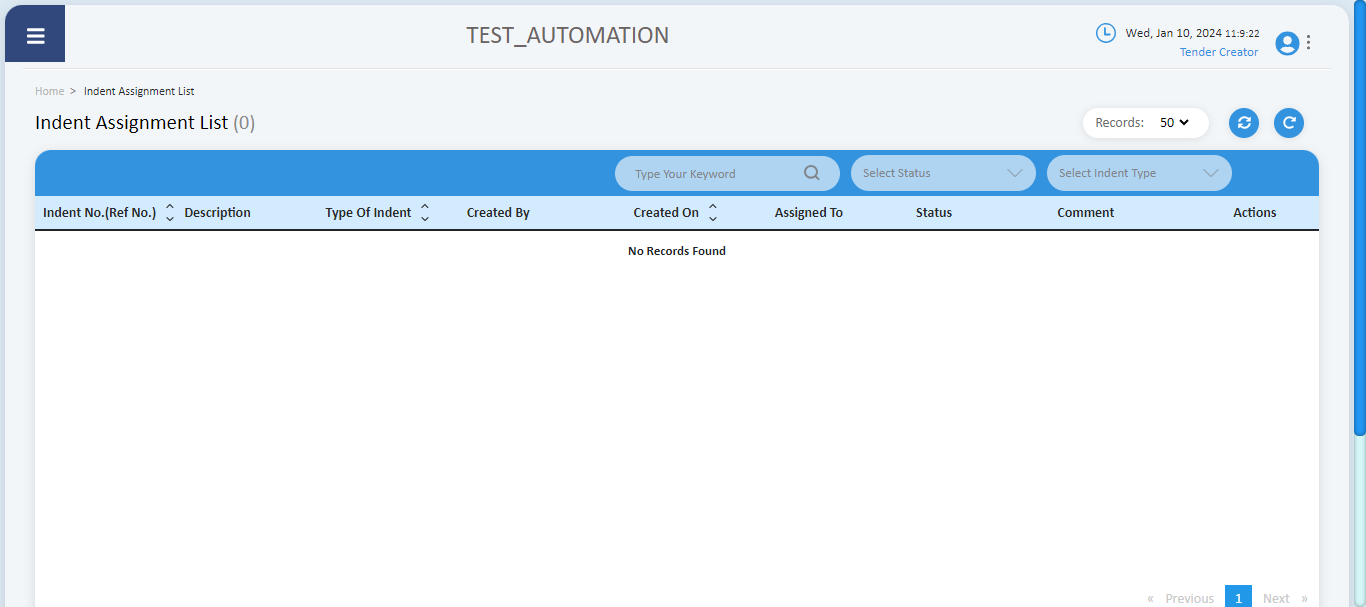 TEST_AUTOMATION
Wed, Jan 10, 2024 11:9:22
Tender Creator
Home > Indent Assignment List
Indent Assignment List (0)
Records: 50
Type Your Keyword Select Status Select Indent Type
Indent No.(Ref No.) Description Type Of Indent Created By Created On Assigned To Status Comment Actions
No Records Found
« Previous 1 Next »